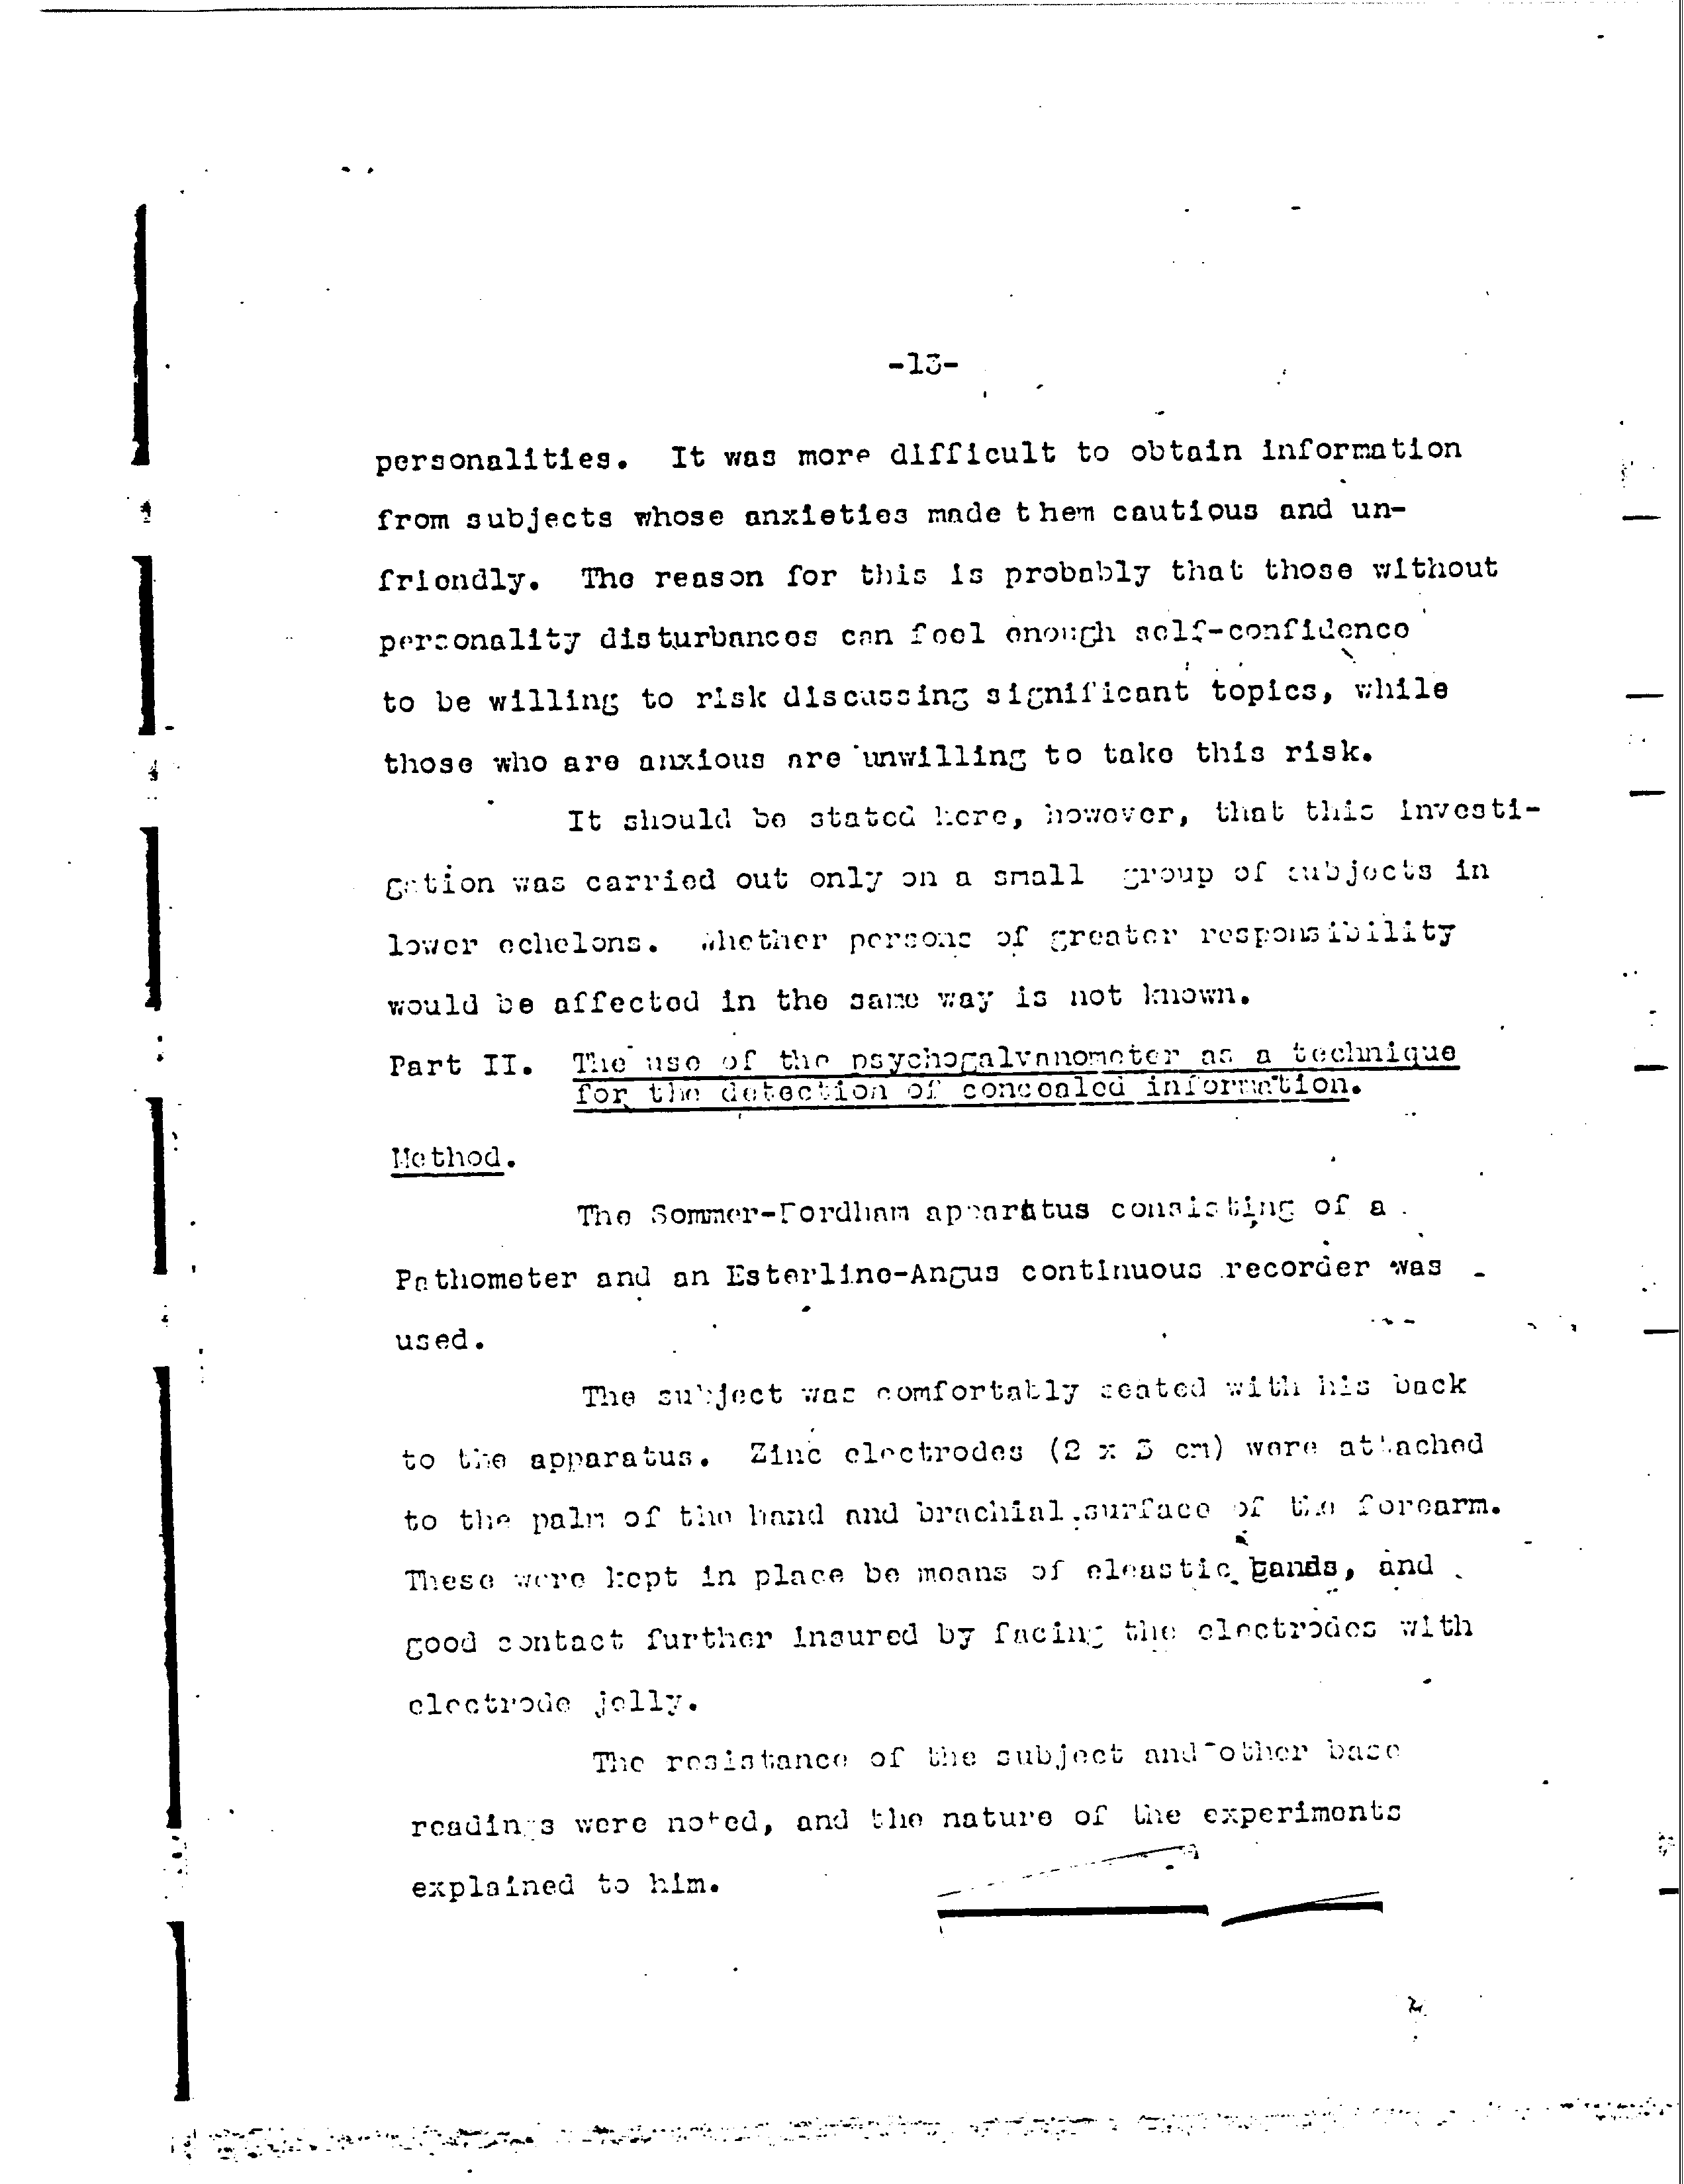 -13-
personalities. It was more difficult to obtain information
from subjects whose anxieties made them cautious and un-
friendly. The reason for this is probably that those without
personality disturbances can feel enough self-confidence
to be willing to risk discussing significant topics, while
those who are anxious are unwilling to take this risk.
It should be stated here, however, that this investi-
gation was carried out only on a small group of subjects in
lower echelons. Whether persons of greater responsibility
would be affected in the same way is not known.
Part II. The use of the psychogalvanometer as a technique
for the detection of concealed information.
Method.
The Sommer-Fordham apparatus consisting of a
Pathometer and an Esterline-Angus continuous recorder was
used.
The subject was comfortably seated with his back
to the apparatus. Zinc electrodes (2 x 3 cm) were attached
to the palm of the hand and brachial surface of the forearm.
These were kept in place be means of eleastic bands, and
good contact further insured by facing the electrodes with
electrode jelly.
The resistance of the subject and other base
readings were noted, and the nature of the experiments
explained to him.